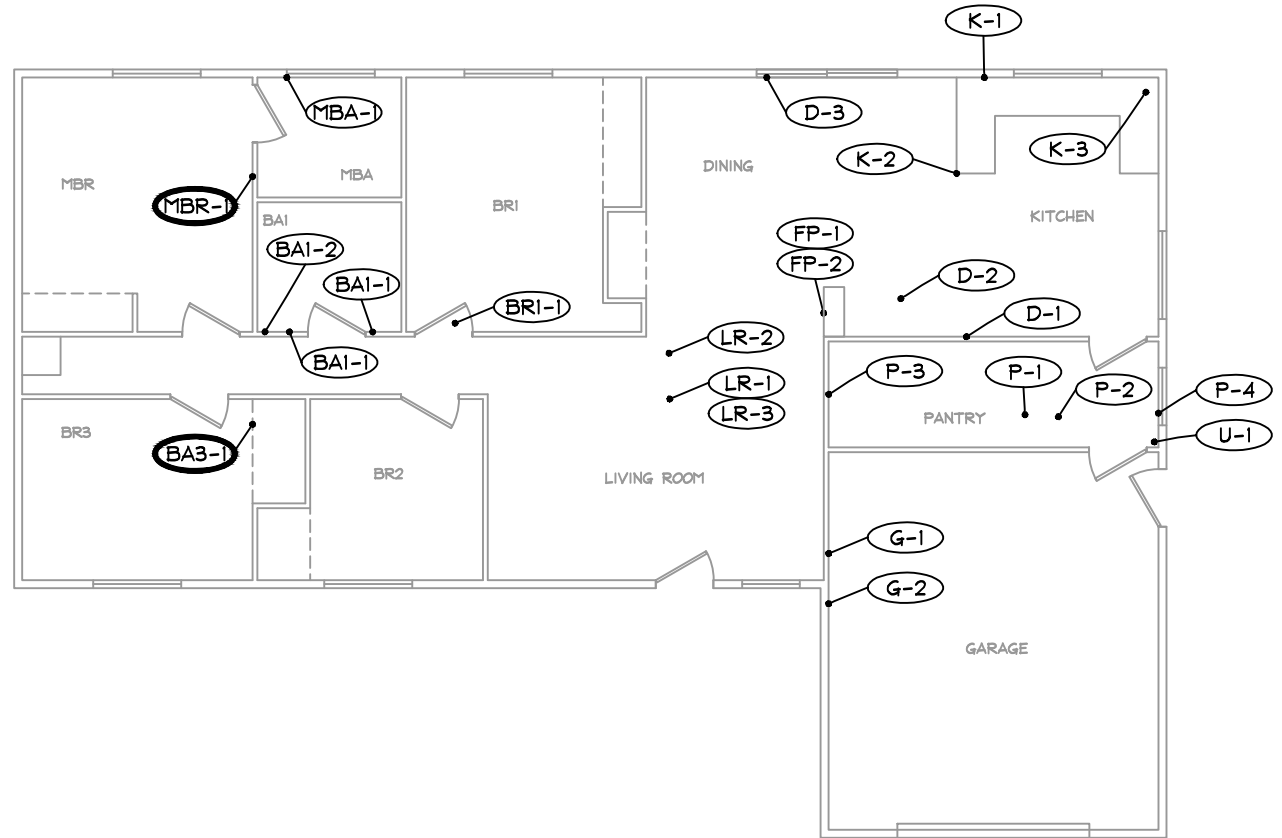 K-1
MBA-1
D-3
K-3
K-2
DINING
MBR
MBA
MBR-1
BR1
KITCHEN
BA1
FP-1
BA1-2
FP-2
D-2
BA1-1
BR1-1
D-1
LR-2
BA1-1
P-3
P-1
LR-1
P-2
P-4
LR-3
PANTRY
BR3
U-1
BA3-1
BR2
LIVING ROOM
G-1
G-2
GARAGE